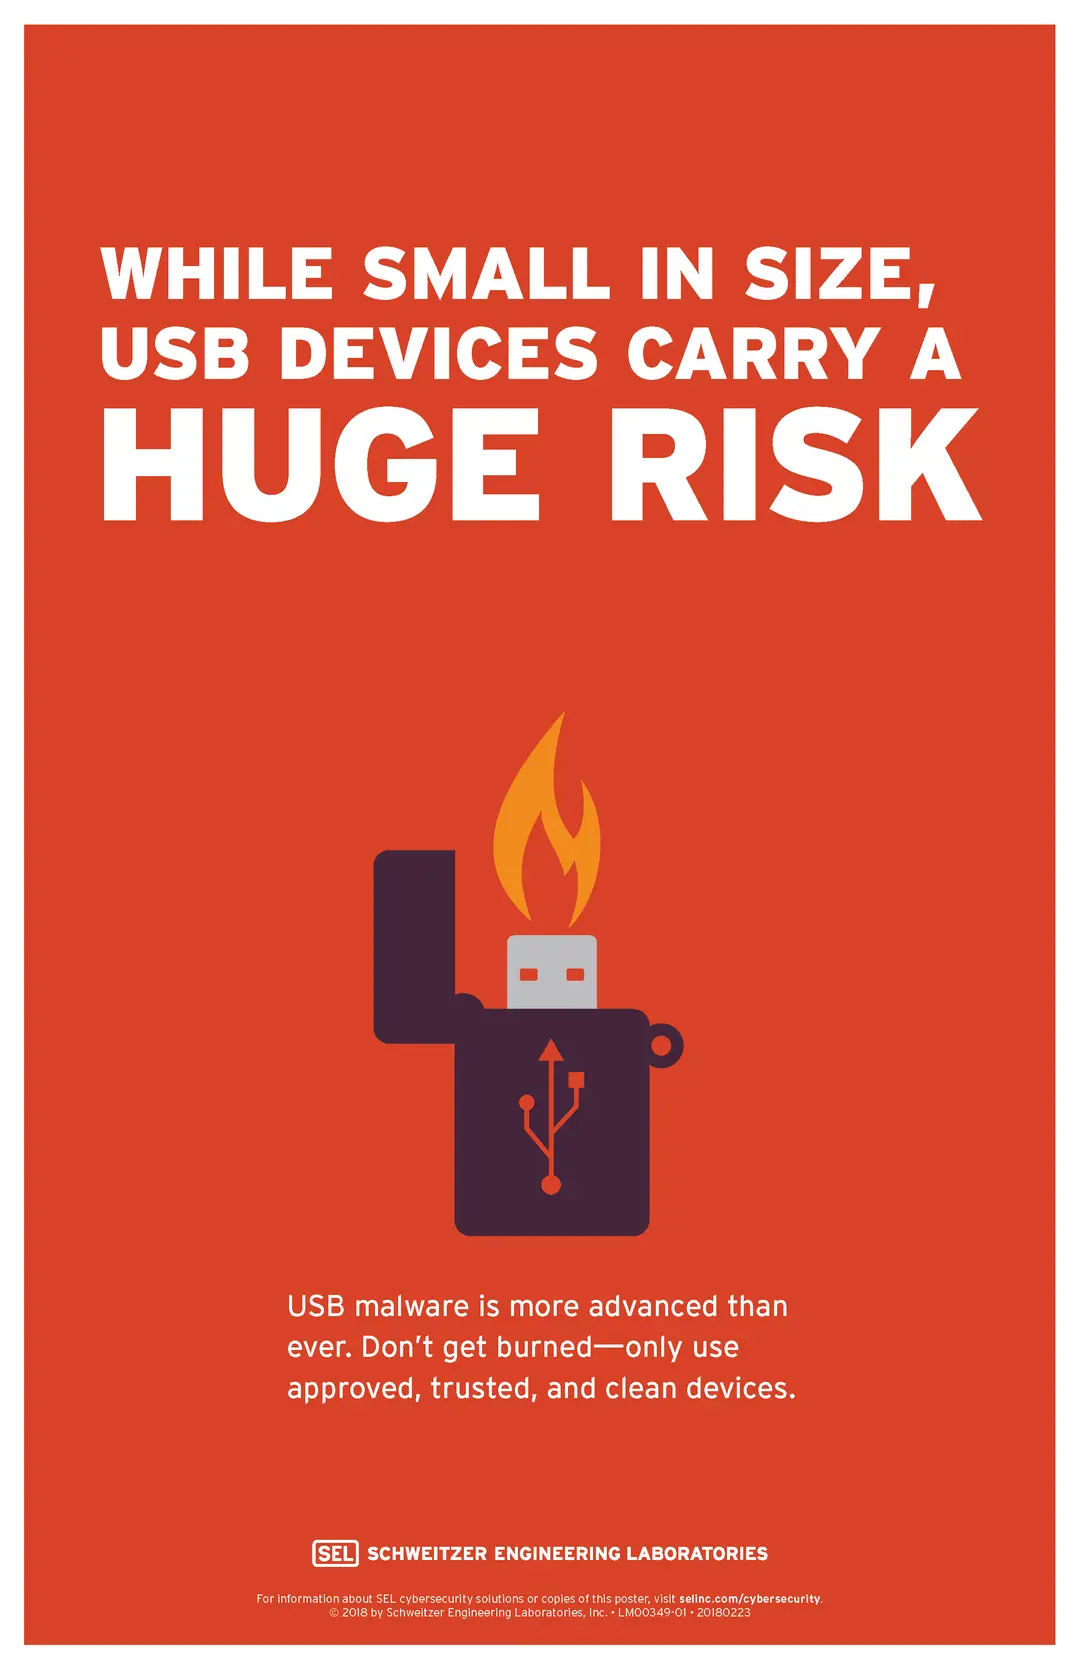 WHILE SMALL IN SIZE,
USB DEVICES CARRY A
HUGE RISK
USB malware is more advanced than
ever. Don't get burned—only use
approved, trusted, and clean devices.
SEL SCHWEITZER ENGINEERING LABORATORIES
For information about SEL cybersecurity solutions or copies of this poster, visit selinc.com/cybersecurity.
© 2018 by Schweitzer Engineering Laboratories, Inc. • LM00349-01 • 20180223